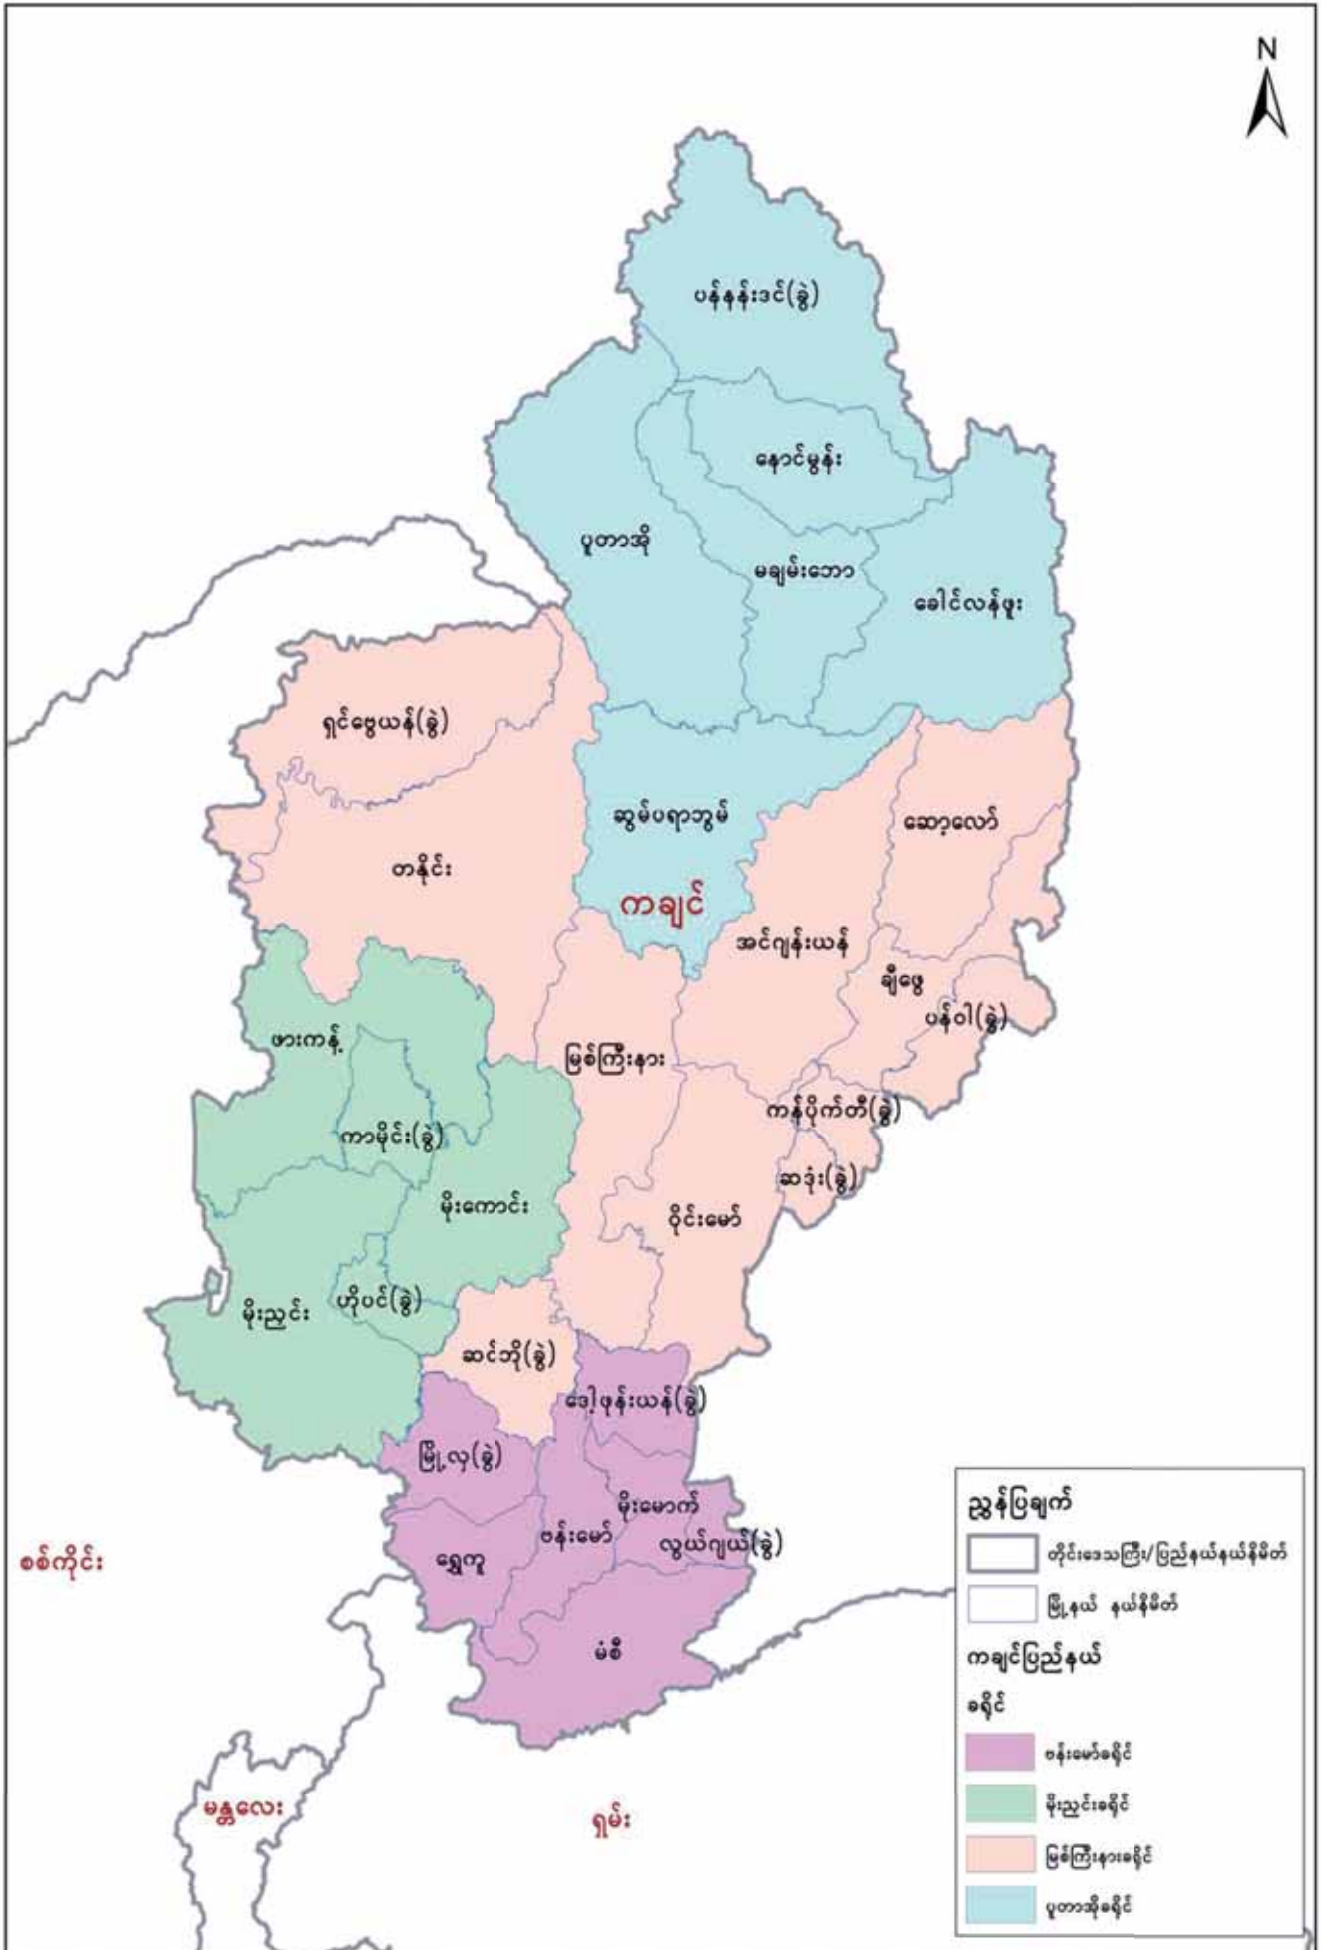 N
ပန်နန်းဒင်(ခွဲ)
နောင်မွန်း
ပူတာအို
မချမ်းဘော
ခေါင်လန်ဖူး
ရှင်ဗွေယန်(ခွဲ)
ဆွမ်ပရာဘွမ်
ဆော့လော်
တနိုင်း
ကချင်
အင်ဂျန်းယန်
ချီဖွေ
ပန်ဝါ(ခွဲ)
ဖားကန့်
မြစ်ကြီးနား
ကန်ပိုက်တီ(ခွဲ)
ကာမိုင်း(ခွဲ)
ဆဒုံး(ခွဲ)
မိုးကောင်း
ဝိုင်းမော်
ဟိုပင်(ခွဲ)
မိုးညှင်း
ဆင်ဘို(ခွဲ)
ဒေါ့ဖုန်းယန်(ခွဲ)
မြို့လှ(ခွဲ)
မိုးမောက်
ဗန်းမော်
လွယ်ဂျယ်(ခွဲ)
ရွှေကူ
စစ်ကိုင်း
မံစီ
မန္တလေး
ရှမ်း
ညွှန်ပြချက်
တိုင်းဒေသကြီး/ပြည်နယ်နယ်နိမိတ်
မြို့နယ် နယ်နိမိတ်
ကချင်ပြည်နယ်
ခရိုင်
ဗန်းမော်ခရိုင်
မိုးညှင်းခရိုင်
မြစ်ကြီးနားခရိုင်
ပူတာအိုခရိုင်